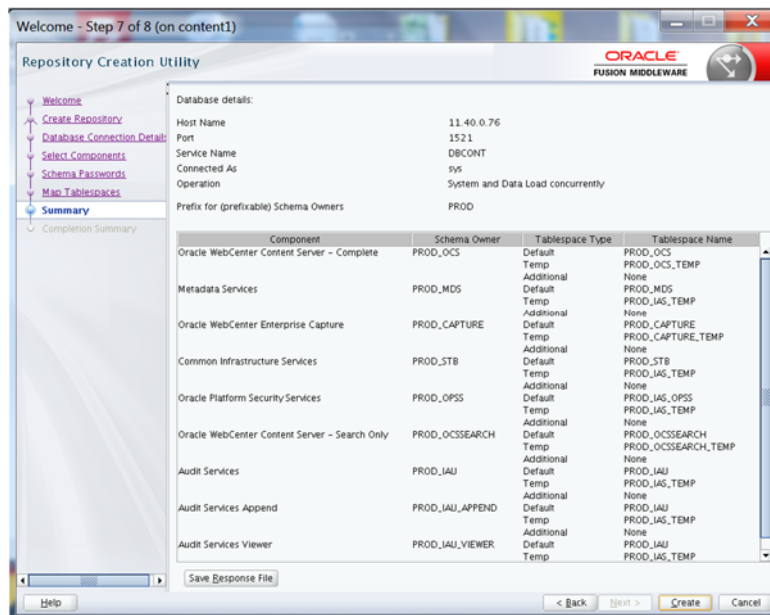 Welcome - Step 7 of 8 (on content1)
Repository Creation Utility
ORACLE
FUSION MIDDLEWARE
Welcome
Create Repository
Database Connection Details
Select Components
Schema Passwords
Map Tablespaces
Summary
Completion Summary
Database details:
Host Name 11.40.0.76
Port 1521
Service Name DBCONT
Connected As sys
Operation System and Data Load concurrently
Prefix for (prefixable) Schema Owners PROD
Component Schema Owner Tablespace Type Tablespace Name
Oracle WebCenter Content Server - Complete PROD_OCS Default PROD_OCS
Temp PROD_OCS_TEMP
Additional None
Metadata Services PROD_MDS Default PROD_MDS
Temp PROD_IAS_TEMP
Additional None
Oracle WebCenter Enterprise Capture PROD_CAPTURE Default PROD_CAPTURE
Temp PROD_CAPTURE_TEMP
Additional None
Common Infrastructure Services PROD_STB Default PROD_STB
Temp PROD_IAS_TEMP
Additional None
Oracle Platform Security Services PROD_OPSS Default PROD_IAS_OPSS
Temp PROD_IAS_TEMP
Additional None
Oracle WebCenter Content Server - Search Only PROD_OCSSEARCH Default PROD_OCSSEARCH
Temp PROD_OCSSEARCH_TEMP
Additional None
Audit Services PROD_IAU Default PROD_IAU
Temp PROD_IAS_TEMP
Additional None
Audit Services Append PROD_IAU_APPEND Default PROD_IAU
Temp PROD_IAS_TEMP
Additional None
Audit Services Viewer PROD_IAU_VIEWER Default PROD_IAU
Temp PROD_IAS_TEMP
Save Response File
Help
< Back Next > Create Cancel